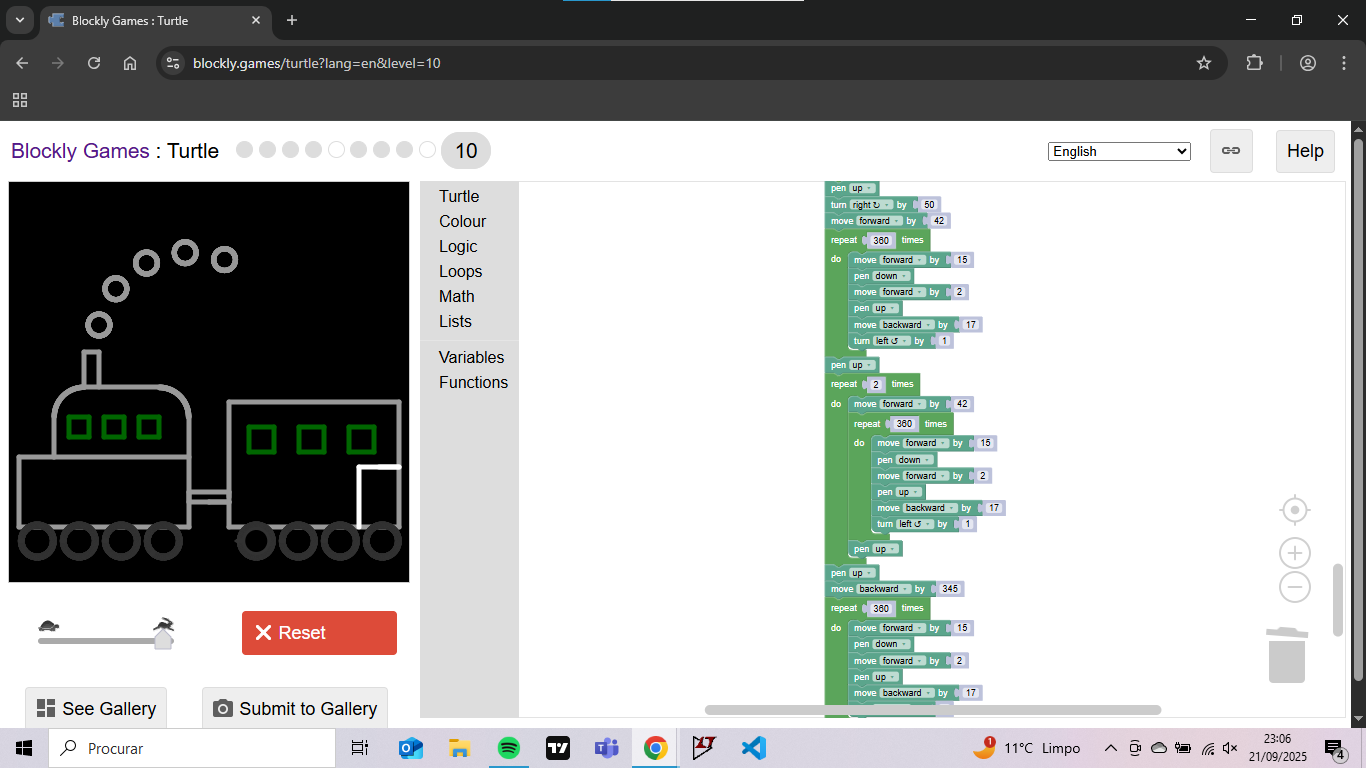 Blockly Games : Turtle
blockly.games/turtle?lang=en&level=10
Blockly Games : Turtle
10
English
Help
Turtle
Colour
Logic
Loops
Math
Lists
Variables
Functions
pen up
turn right ↻ by 50
move forward by 42
repeat 360 times
do move forward by 15
pen down
move forward by 2
pen up
move backward by 17
turn left ↺ by 1
pen up
repeat 2 times
do move forward by 42
repeat 360 times
do move forward by 15
pen down
move forward by 2
pen up
move backward by 17
turn left ↺ by 1
pen up
pen up
move backward by 345
repeat 360 times
do move forward by 15
pen down
move forward by 2
pen up
move backward by 17
Reset
See Gallery
Submit to Gallery
Procurar
11°C Limpo
23:06
21/09/2025
4